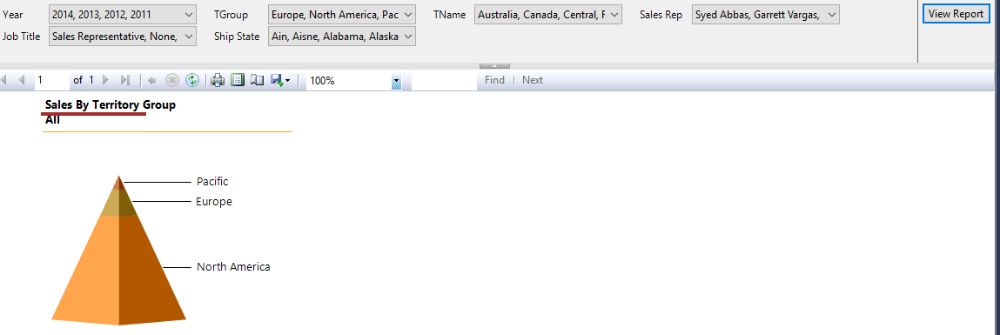 Year 2014, 2013, 2012, 2011 TGroup Europe, North America, Pac TName Australia, Canada, Central, F Sales Rep Syed Abbas, Garrett Vargas, View Report
Job Title Sales Representative, None, Ship State Ain, Aisne, Alabama, Alaska
1 of 1 100% Find | Next
Sales By Territory Group
All
Pacific
Europe
North America